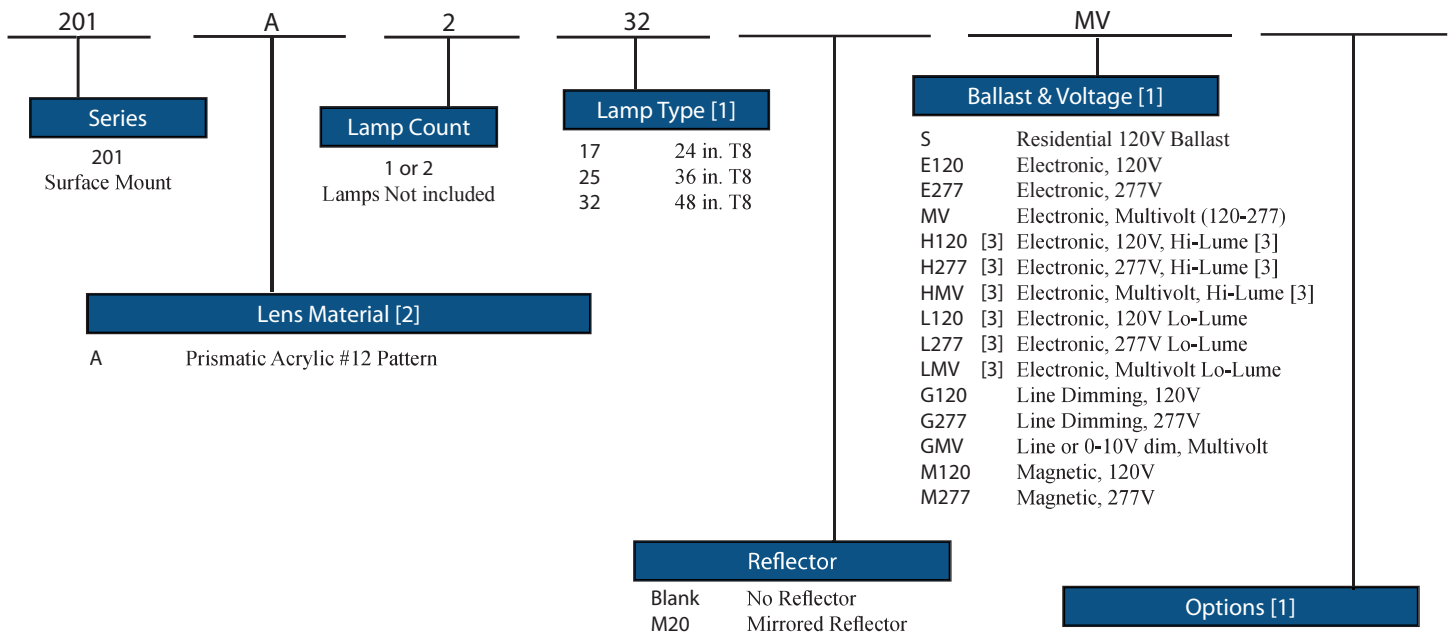 201 A 2 32 MV
Series
201
Surface Mount
Lens Material [2]
A Prismatic Acrylic #12 Pattern
Lamp Count
1 or 2
Lamps Not included
Lamp Type [1]
17 24 in. T8
25 36 in. T8
32 48 in. T8
Reflector
Blank No Reflector
M20 Mirrored Reflector
Ballast & Voltage [1]
S Residential 120V Ballast
E120 Electronic, 120V
E277 Electronic, 277V
MV Electronic, Multivolt (120-277)
H120 [3] Electronic, 120V, Hi-Lume [3]
H277 [3] Electronic, 277V, Hi-Lume [3]
HMV [3] Electronic, Multivolt, Hi-Lume [3]
L120 [3] Electronic, 120V Lo-Lume
L277 [3] Electronic, 277V Lo-Lume
LMV [3] Electronic, Multivolt Lo-Lume
G120 Line Dimming, 120V
G277 Line Dimming, 277V
GMV Line or 0-10V dim, Multivolt
M120 Magnetic, 120V
M277 Magnetic, 277V
Options [1]